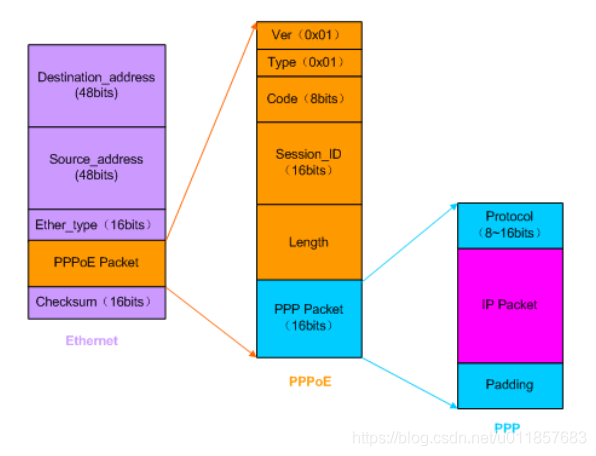 Destination_address
(48bits)
Source_address
(48bits)
Ether_type（16bits）
PPPoE Packet
Checksum（16bits）
Ethernet
Ver（0x01）
Type（0x01）
Code（8bits）
Session_ID
（16bits）
Length
PPP Packet
（16bits）
PPPoE
Protocol
（8~16bits）
IP Packet
Padding
PPP
https://blog.csdn.net/u011857683